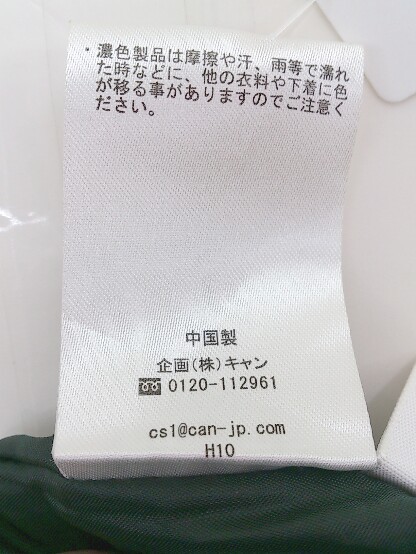 ・濃色製品は摩擦や汗、雨等で濡れ
た時などに、他の衣料や下着に色
が移る事がありますのでご注意く
ださい。
中国製
企画(株)キャン
0120-112961
cs1@can-jp.com
H10